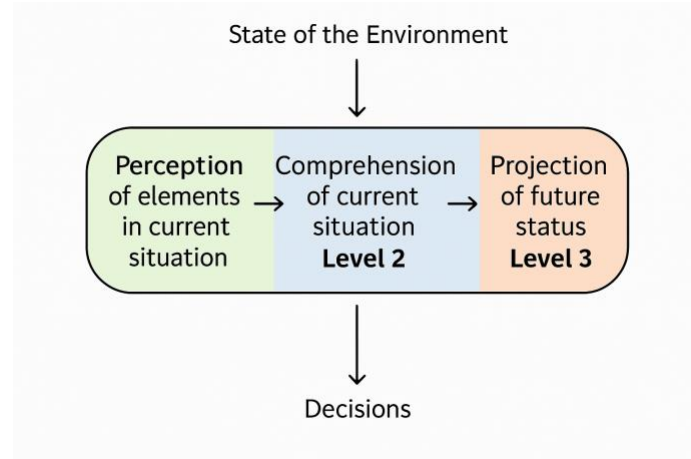 State of the Environment
Perception
of elements
in current
situation
Comprehension
of current
situation
Level 2
Projection
of future
status
Level 3
Decisions